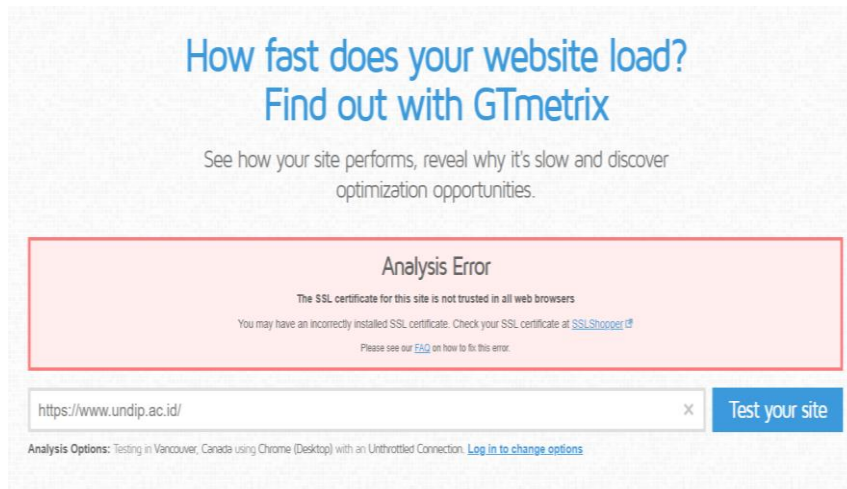 How fast does your website load?
Find out with GTmetrix
See how your site performs, reveal why it's slow and discover
optimization opportunities.
Analysis Error
The SSL certificate for this site is not trusted in all web browsers
You may have an incorrectly installed SSL certificate. Check your SSL certificate at SSLShopper
Please see our FAQ on how to fix this error.
https://www.undip.ac.id/ × Test your site
Analysis Options: Testing in Vancouver, Canada using Chrome (Desktop) with an Unthrottled Connection. Log in to change options